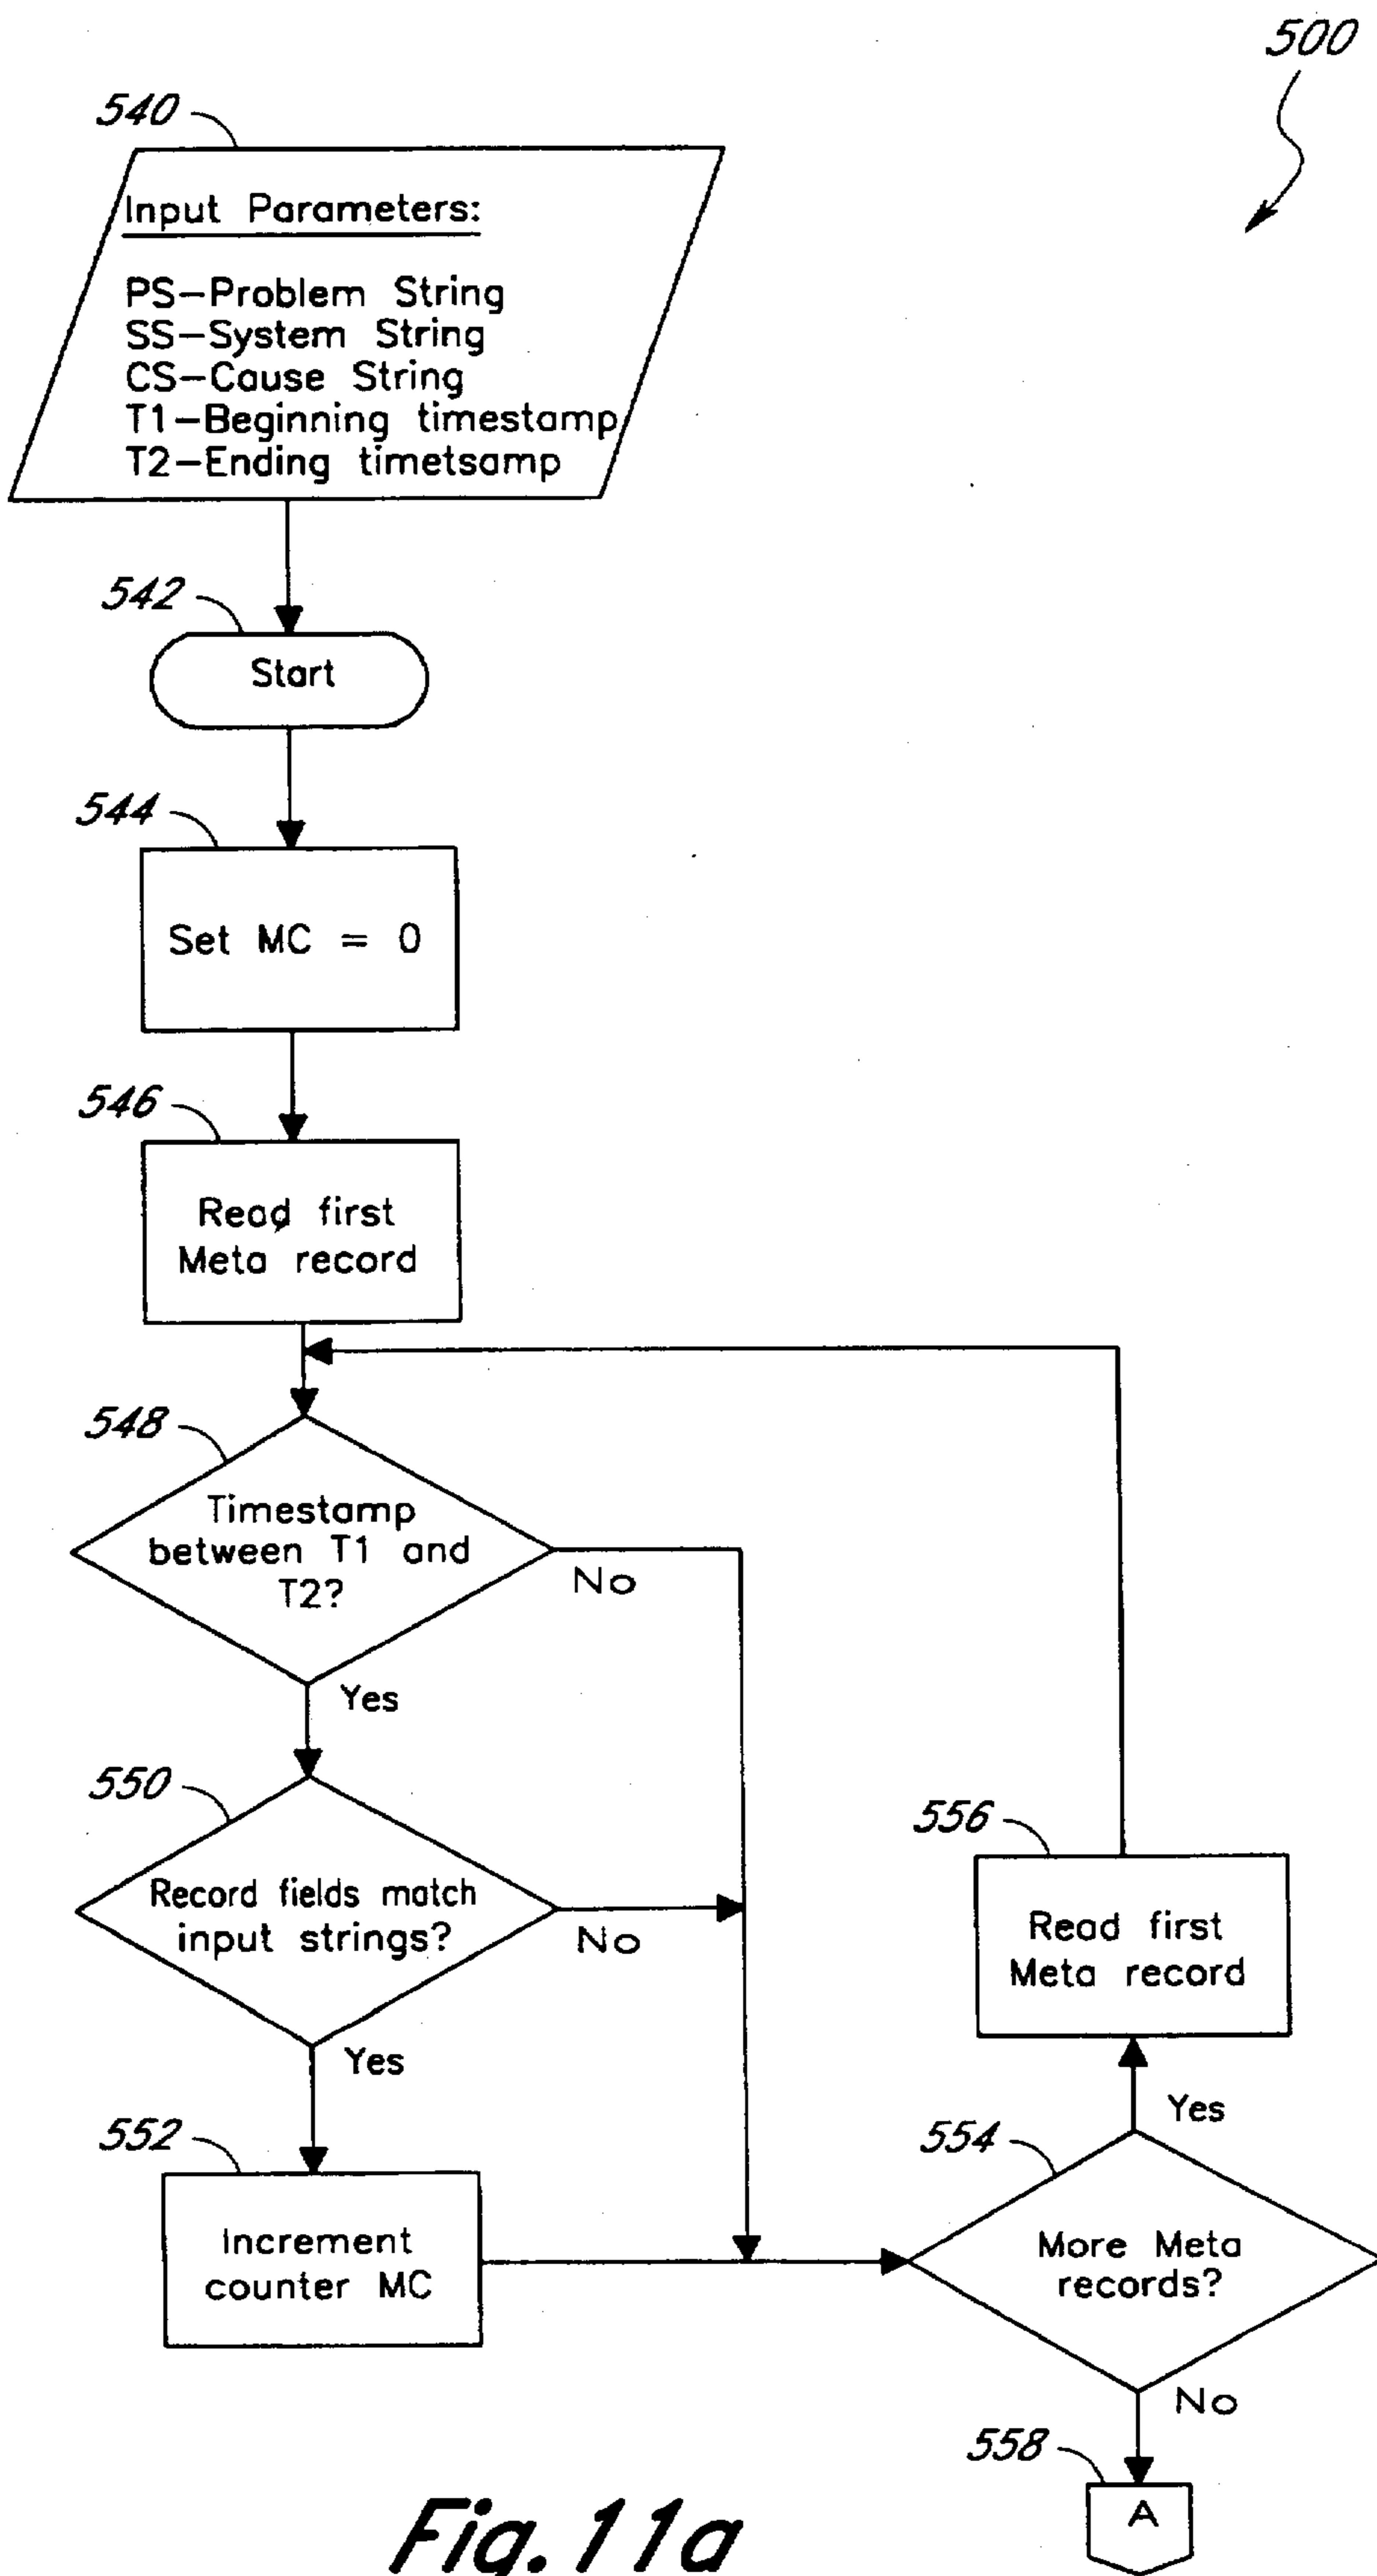 500
540
Input Parameters:
PS-Problem String
SS-System String
CS-Cause String
T1-Beginning timestamp
T2-Ending timetsamp
542
Start
544
Set MC = 0
546
Read first
Meta record
548
Timestamp
between T1 and
T2?
No
Yes
550
Record fields match
input strings?
No
Yes
552
Increment
counter MC
556
Read first
Meta record
Yes
554
More Meta
records?
No
558
A
Fig. 11a